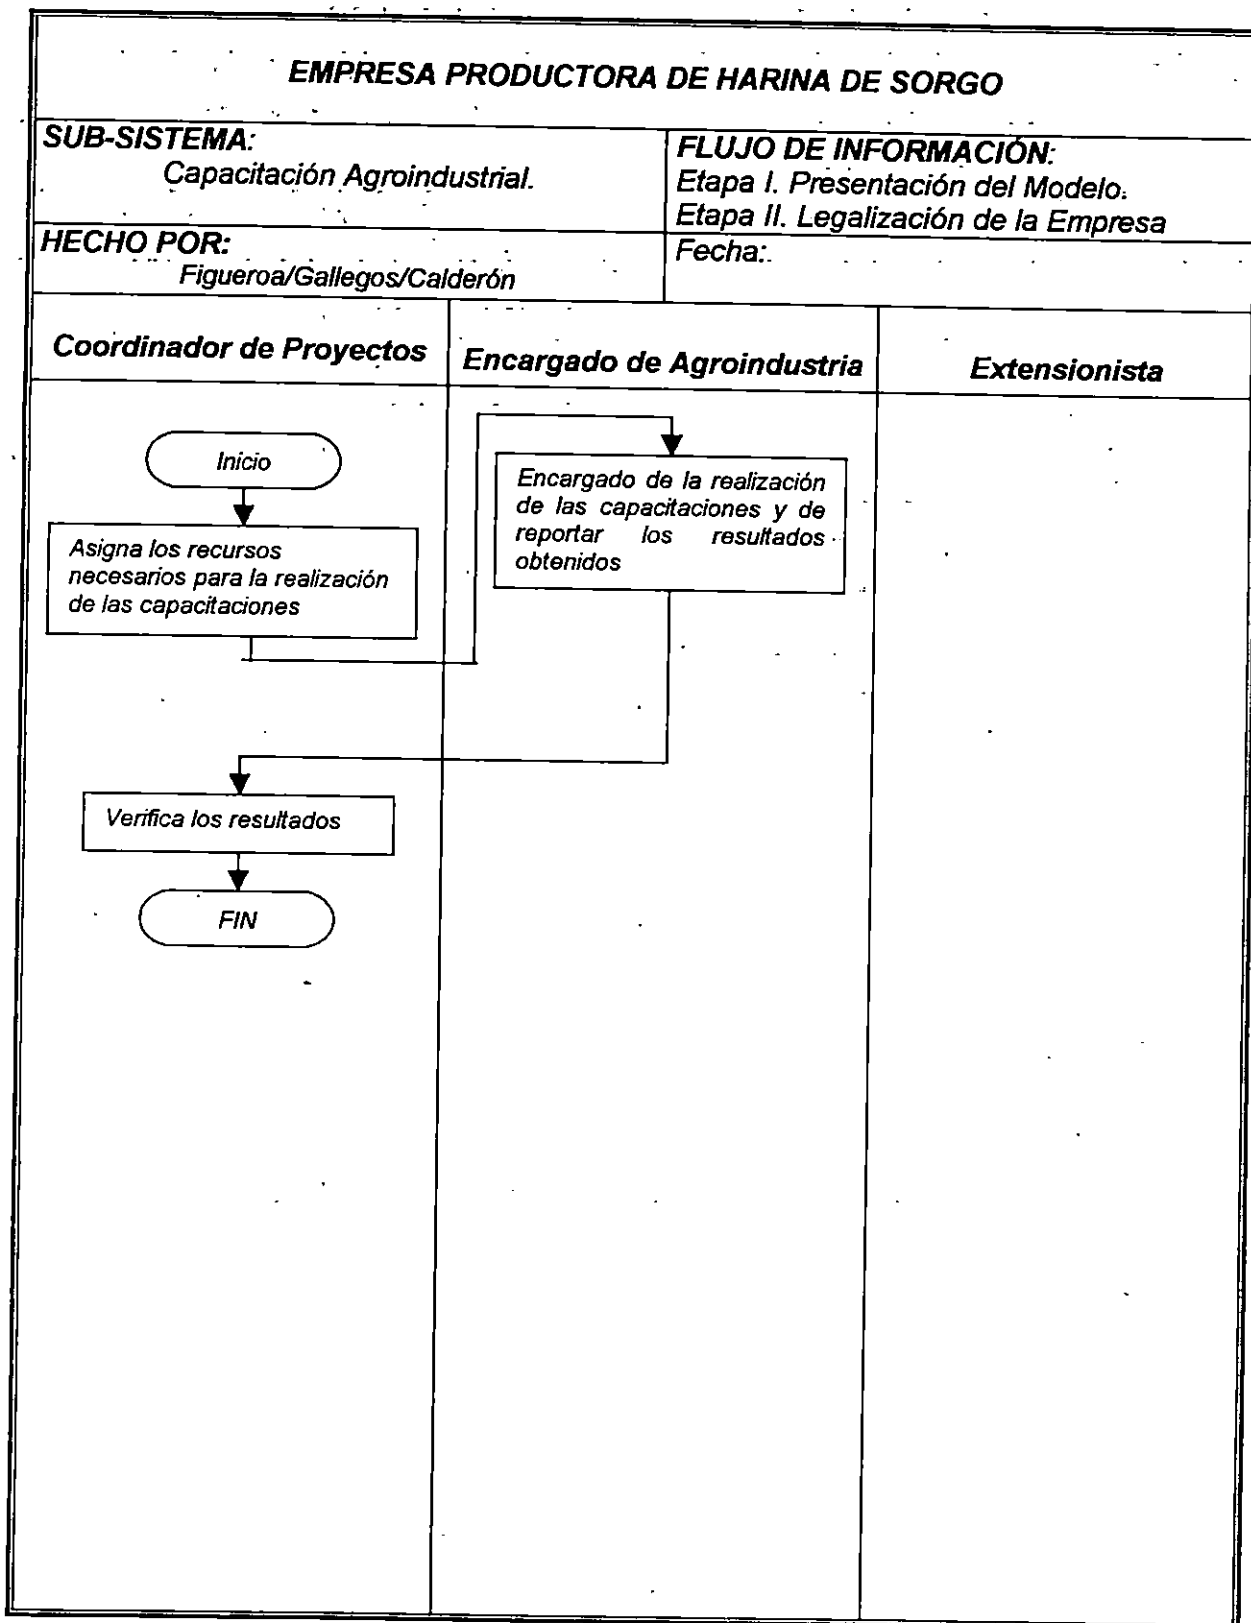 EMPRESA PRODUCTORA DE HARINA DE SORGO
SUB-SISTEMA:
Capacitación Agroindustrial.
FLUJO DE INFORMACIÓN:
Etapa I. Presentación del Modelo.
Etapa II. Legalización de la Empresa
HECHO POR:
Figueroa/Gallegos/Calderón
Fecha:
Coordinador de Proyectos
Encargado de Agroindustria
Extensionista
Inicio
Asigna los recursos
necesarios para la realización
de las capacitaciones
Encargado de la realización
de las capacitaciones y de
reportar los resultados
obtenidos
Verifica los resultados
FIN